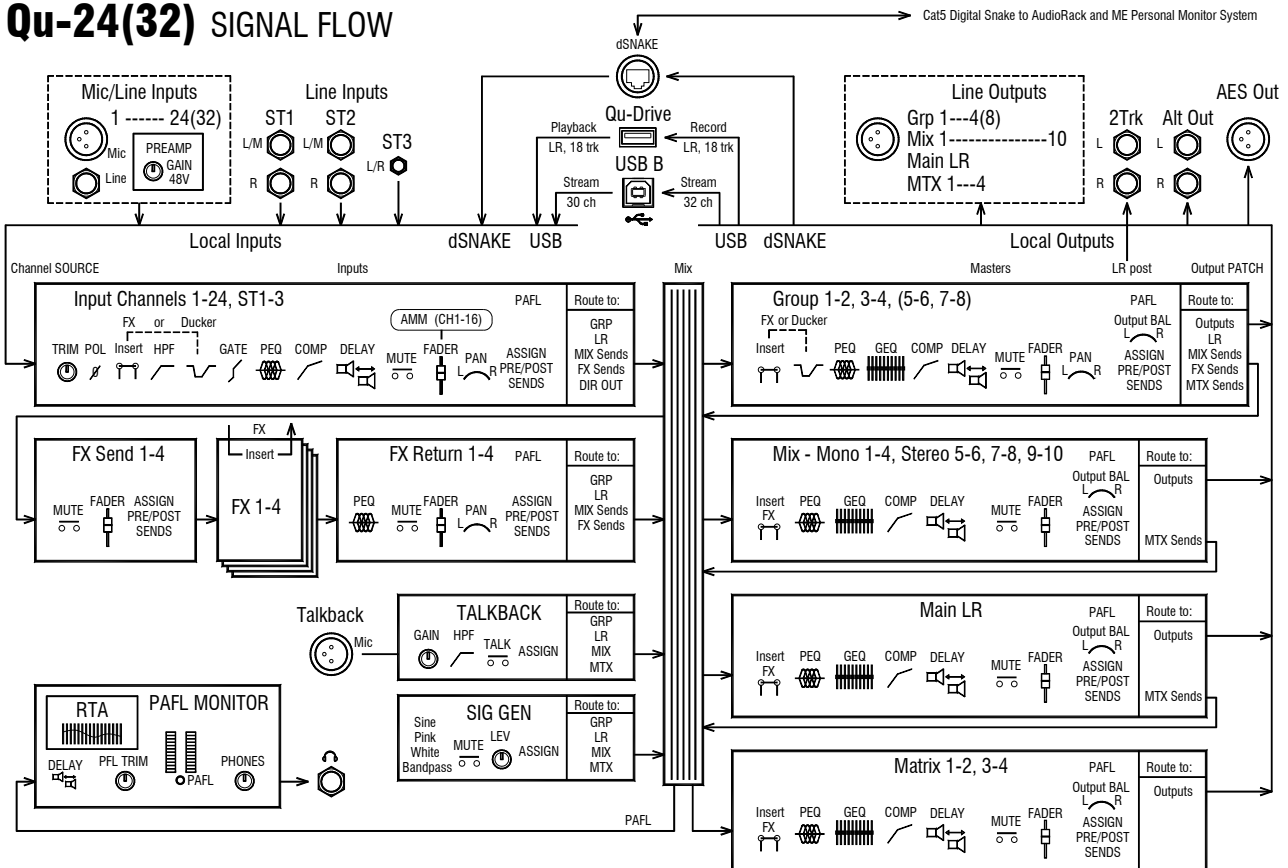 Qu-24(32) SIGNAL FLOW
Cat5 Digital Snake to AudioRack and ME Personal Monitor System
dSNAKE
Mic/Line Inputs
1 ------ 24(32)
Mic
Line
PREAMP
GAIN
48V
Line Inputs
ST1
ST2
ST3
L/M
L/M
L/R
R
R
Qu-Drive
Playback
LR, 18 trk
Record
LR, 18 trk
USB B
Stream
30 ch
Stream
32 ch
Line Outputs
Grp 1---4(8)
Mix 1--------------10
Main LR
MTX 1---4
2Trk
L
R
Alt Out
L
R
AES Out
Local Inputs
dSNAKE
USB
USB
dSNAKE
Local Outputs
Channel SOURCE
Inputs
Mix
Masters
LR post
Output PATCH
Input Channels 1-24, ST1-3
PAFL
FX or Ducker
AMM (CH1-16)
TRIM
POL
Insert
HPF
GATE
PEQ
COMP
DELAY
MUTE
FADER
PAN
L
R
ASSIGN
PRE/POST
SENDS
Route to:
GRP
LR
MIX Sends
FX Sends
DIR OUT
Group 1-2, 3-4, (5-6, 7-8)
PAFL
FX or Ducker
Output BAL
L
R
Insert
PEQ
GEQ
COMP
DELAY
MUTE
FADER
PAN
L
R
ASSIGN
PRE/POST
SENDS
Route to:
Outputs
LR
MIX Sends
FX Sends
MTX Sends
FX Send 1-4
MUTE
FADER
ASSIGN
PRE/POST
SENDS
FX
Insert
FX 1-4
FX Return 1-4
PAFL
PEQ
MUTE
FADER
PAN
L
R
ASSIGN
PRE/POST
SENDS
Route to:
GRP
LR
MIX Sends
FX Sends
Mix - Mono 1-4, Stereo 5-6, 7-8, 9-10
PAFL
Output BAL
L
R
Insert
FX
PEQ
GEQ
COMP
DELAY
MUTE
FADER
ASSIGN
PRE/POST
SENDS
Route to:
Outputs
MTX Sends
Talkback
Mic
TALKBACK
GAIN
HPF
TALK
ASSIGN
Route to:
GRP
LR
MIX
MTX
Main LR
PAFL
Output BAL
L
R
Insert
FX
PEQ
GEQ
COMP
DELAY
MUTE
FADER
ASSIGN
PRE/POST
SENDS
Route to:
Outputs
MTX Sends
PAFL MONITOR
RTA
DELAY
PFL TRIM
PAFL
PHONES
SIG GEN
Sine
Pink
White
Bandpass
MUTE
LEV
ASSIGN
Route to:
GRP
LR
MIX
MTX
PAFL
Matrix 1-2, 3-4
PAFL
Output BAL
L
R
Insert
FX
PEQ
GEQ
COMP
DELAY
MUTE
FADER
ASSIGN
PRE/POST
SENDS
Route to:
Outputs